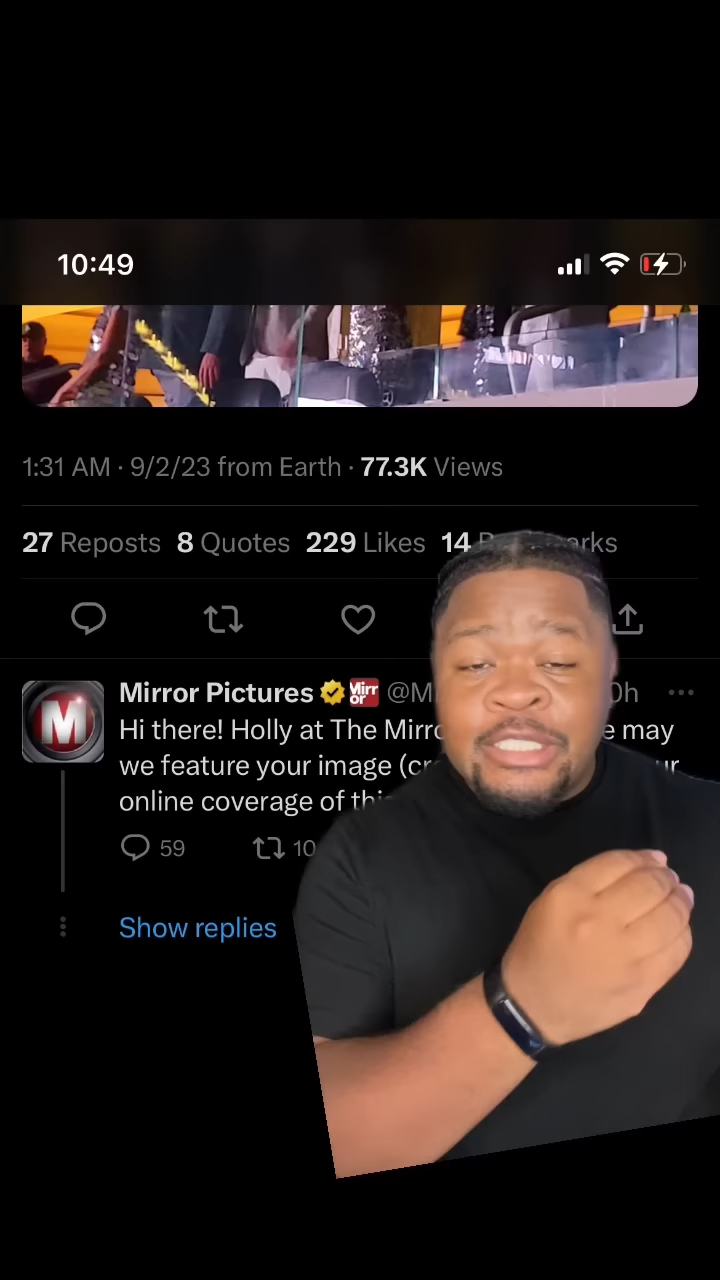 10:49
1:31 AM · 9/2/23 from Earth · 77.3K Views
27 Reposts 8 Quotes 229 Likes 14
Mirror Pictures Mirror @M
Hi there! Holly at The Mirro may
we feature your image
online coverage of
59 10
Show replies